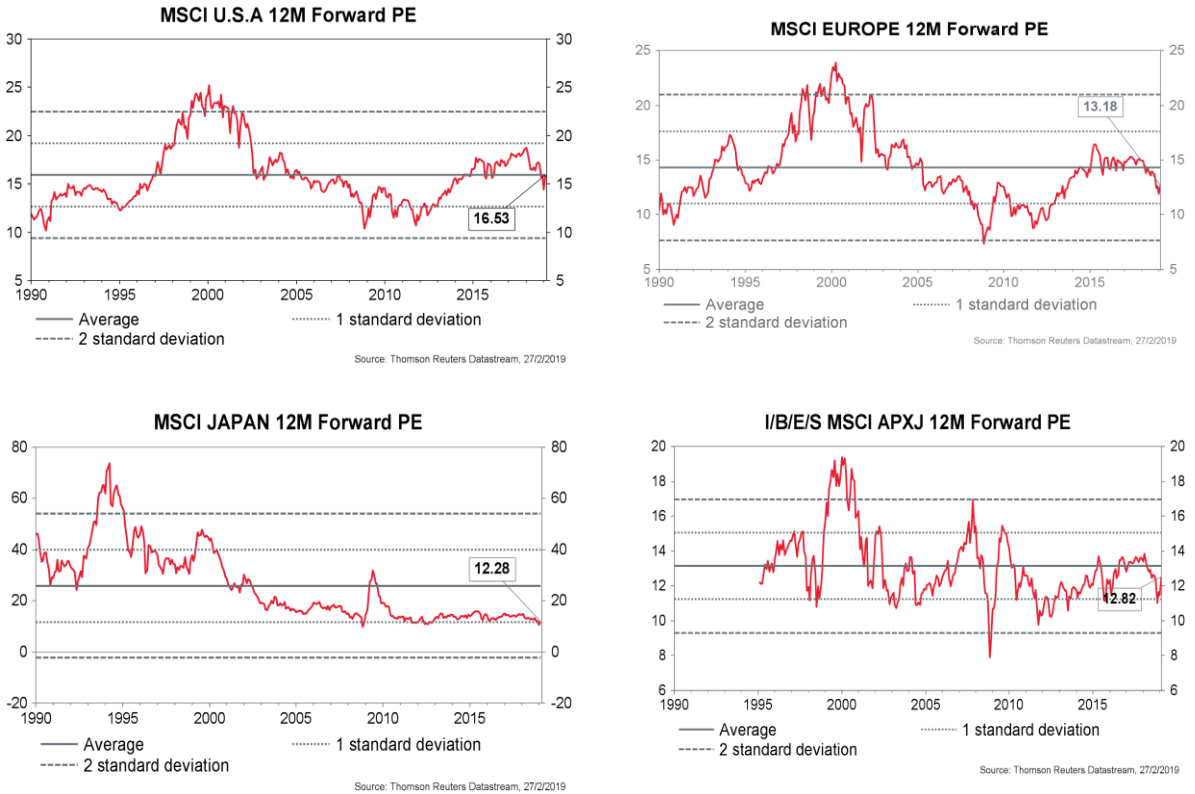 MSCI U.S.A 12M Forward PE
30 30
25 25
20 20
15 15
16.53
10 10
5 5
1990 1995 2000 2005 2010 2015
Average 1 standard deviation
2 standard deviation
Source: Thomson Reuters Datastream, 27/2/2019
MSCI EUROPE 12M Forward PE
25 25
13.18
20 20
15 15
10 10
5 5
1990 1995 2000 2005 2010 2015
Average 1 standard deviation
2 standard deviation
Source: Thomson Reuters Datastream, 27/2/2019
MSCI JAPAN 12M Forward PE
80 80
60 60
40 40
12.28
20 20
0 0
-20 -20
1990 1995 2000 2005 2010 2015
Average 1 standard deviation
2 standard deviation
Source: Thomson Reuters Datastream, 27/2/2019
I/B/E/S MSCI APXJ 12M Forward PE
20 20
18 18
16 16
14 14
12 12
12.82
10 10
8 8
6 6
1990 1995 2000 2005 2010 2015
Average 1 standard deviation
2 standard deviation
Source: Thomson Reuters Datastream, 27/2/2019